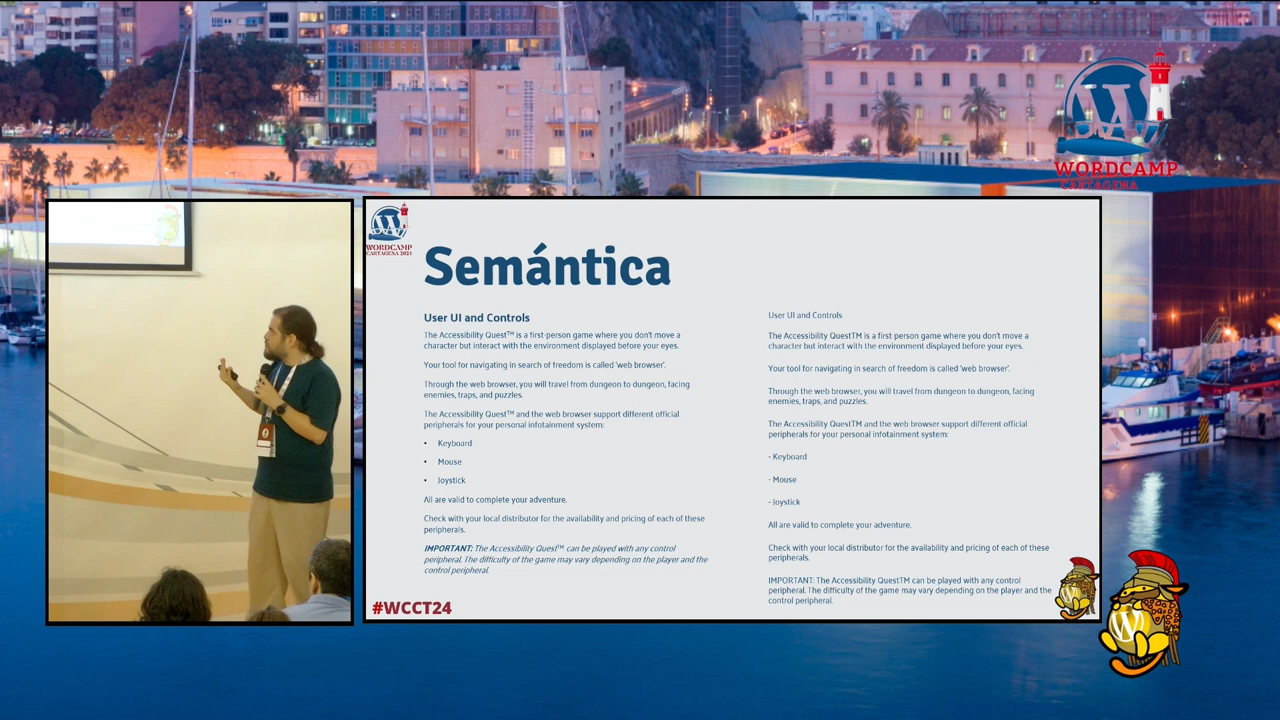 WORDCAMP
CARTAGENA
WORDCAMP
CARTAGENA 2024
Semántica
User UI and Controls
The Accessibility Quest™ is a first-person game where you don't move a
character but interact with the environment displayed before your eyes.
Your tool for navigating in search of freedom is called 'web browser'.
Through the web browser, you will travel from dungeon to dungeon, facing
enemies, traps, and puzzles.
The Accessibility Quest™ and the web browser support different official
peripherals for your personal infotainment system:
• Keyboard
• Mouse
• Joystick
All are valid to complete your adventure.
Check with your local distributor for the availability and pricing of each of these
peripherals.
IMPORTANT: The Accessibility Quest™ can be played with any control
peripheral. The difficulty of the game may vary depending on the player and the
control peripheral.
User UI and Controls
The Accessibility QuestTM is a first-person game where you don't move a
character but interact with the environment displayed before your eyes.
Your tool for navigating in search of freedom is called 'web browser'.
Through the web browser, you will travel from dungeon to dungeon, facing
enemies, traps, and puzzles.
The Accessibility QuestTM and the web browser support different official
peripherals for your personal infotainment system:
- Keyboard
- Mouse
- Joystick
All are valid to complete your adventure.
Check with your local distributor for the availability and pricing of each of these
peripherals.
IMPORTANT: The Accessibility QuestTM can be played with any control
peripheral. The difficulty of the game may vary depending on the player and the
control peripheral.
#WCCT24